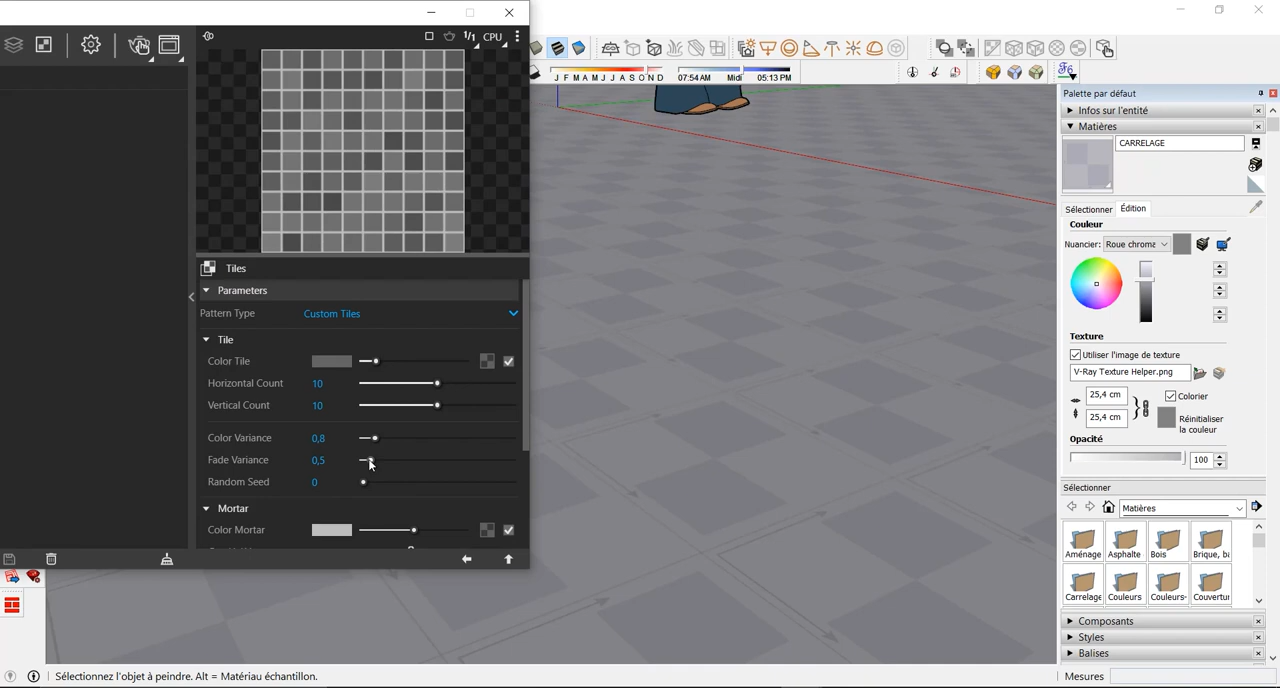 1/1 CPU
J F M A M J J A S O N D
07:54 AM Midi 05:13 PM
Palette par défaut
Infos sur l'entité
Matières
CARRELAGE
Sélectionner Édition
Couleur
Nuancier: Roue chroma
Texture
Utiliser l'image de texture
V-Ray Texture Helper.png
25,4 cm
Colorier
25,4 cm
Réinitialiser
la couleur
Opacité
100
Sélectionner
Matières
Aménage Asphalte Bois Brique, ba
Carrelage Couleurs Couleurs- Couvertur
Composants
Styles
Balises
Mesures
Tiles
Parameters
Pattern Type Custom Tiles
Tile
Color Tile
Horizontal Count 10
Vertical Count 10
Color Variance 0,8
Fade Variance 0,5
Random Seed 0
Mortar
Color Mortar
Sélectionnez l'objet à peindre. Alt = Matériau échantillon.